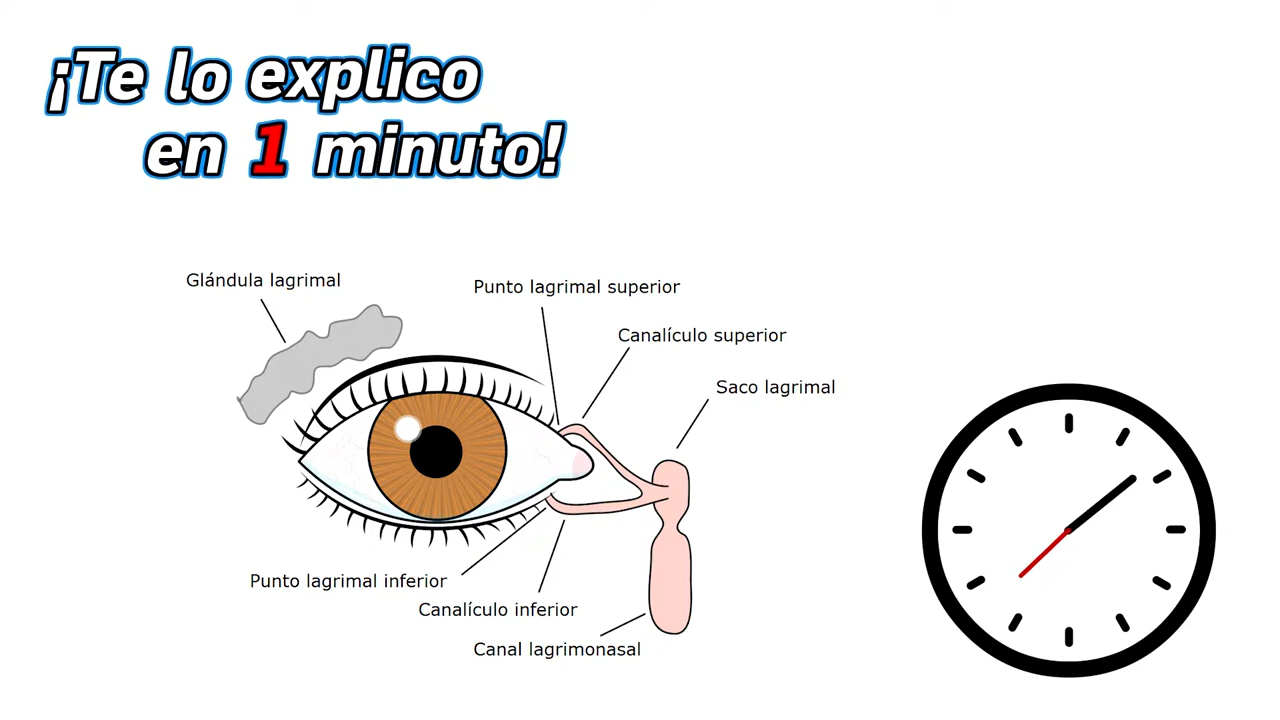 ¡Te lo explico
en 1 minuto!
Glándula lagrimal
Punto lagrimal superior
Canalículo superior
Saco lagrimal
Punto lagrimal inferior
Canalículo inferior
Canal lagrimonasal